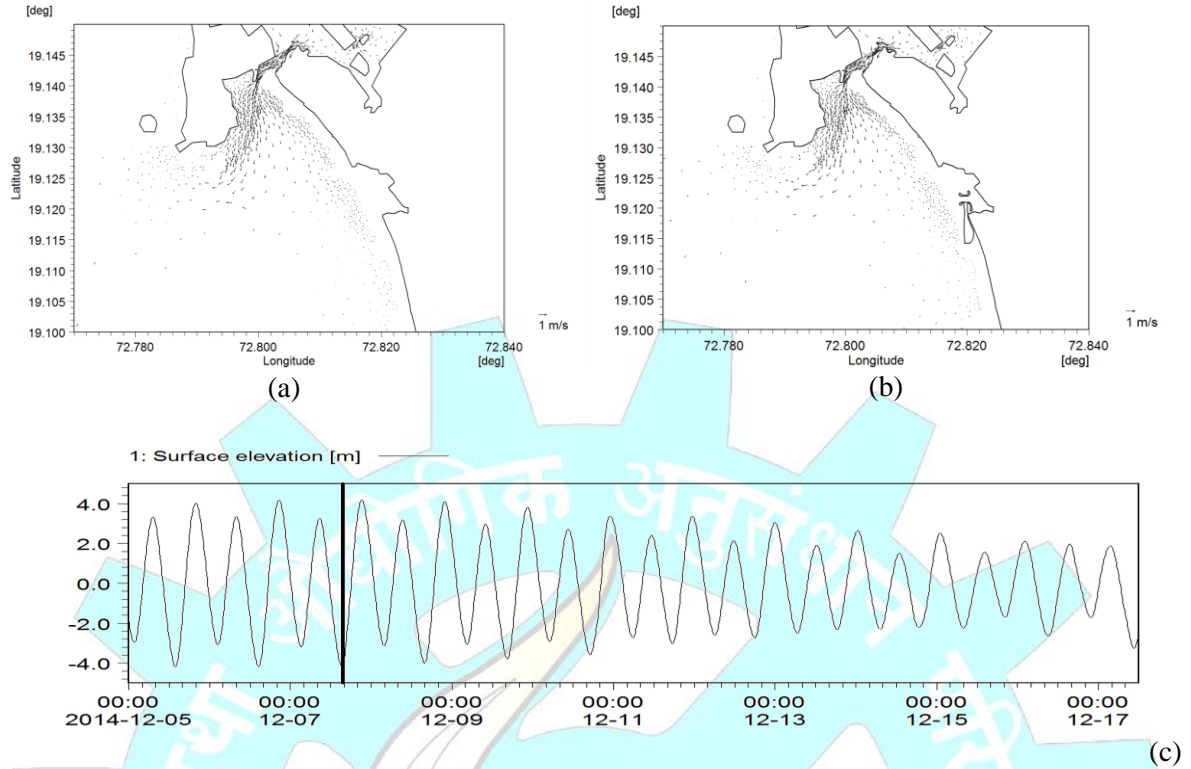 [deg]
19.145
19.140
19.135
19.130
19.125
19.120
19.115
19.110
19.105
19.100
Latitude
72.780 72.800 72.820 72.840
Longitude [deg]
1 m/s
(a)
[deg]
19.145
19.140
19.135
19.130
19.125
19.120
19.115
19.110
19.105
19.100
Latitude
72.780 72.800 72.820 72.840
Longitude [deg]
1 m/s
(b)
1: Surface elevation [m]
4.0
2.0
0.0
-2.0
-4.0
00:00 00:00 00:00 00:00 00:00 00:00 00:00
2014-12-05 12-07 12-09 12-11 12-13 12-15 12-17
(c)
औद्योगिक अनुसंधान